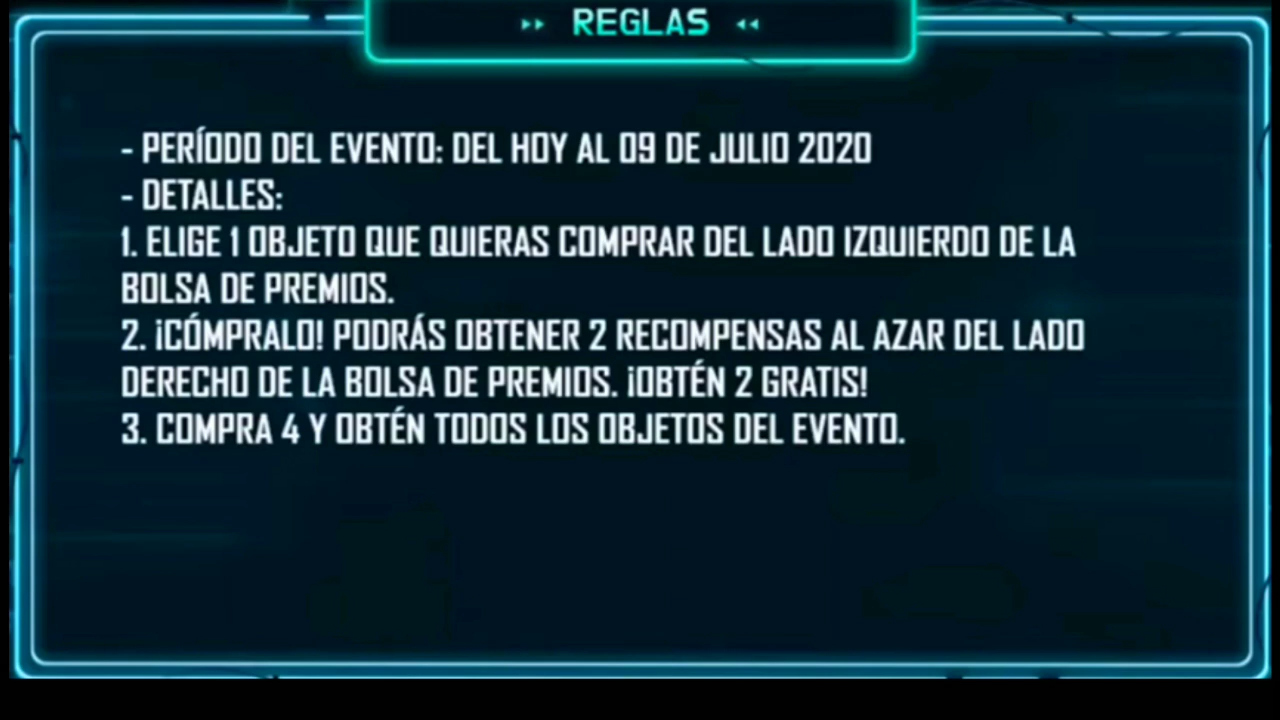 REGLAS
- PERÍODO DEL EVENTO: DEL HOY AL 09 DE JULIO 2020
- DETALLES:
1. ELIGE 1 OBJETO QUE QUIERAS COMPRAR DEL LADO IZQUIERDO DE LA
BOLSA DE PREMIOS.
2. ¡CÓMPRALO! PODRÁS OBTENER 2 RECOMPENSAS AL AZAR DEL LADO
DERECHO DE LA BOLSA DE PREMIOS. ¡OBTÉN 2 GRATIS!
3. COMPRA 4 Y OBTÉN TODOS LOS OBJETOS DEL EVENTO.